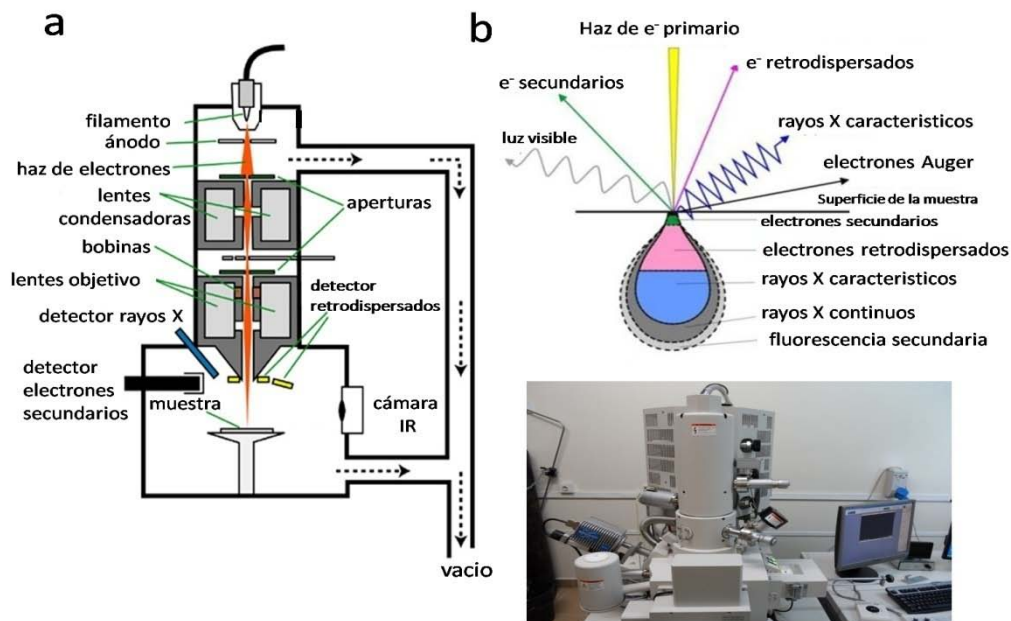 a
filamento
ánodo
haz de electrones
lentes
condensadoras
bobinas
lentes objetivo
detector rayos X
detector
electrones
secundarios
muestra
aperturas
detector
retrodispersados
cámara
IR
vacio
b
Haz de e⁻ primario
e⁻ secundarios
e⁻ retrodispersados
luz visible
rayos X caracteristicos
electrones Auger
Superficie de la muestra
electrones secundarios
electrones retrodispersados
rayos X caracteristicos
rayos X continuos
fluorescencia secundaria